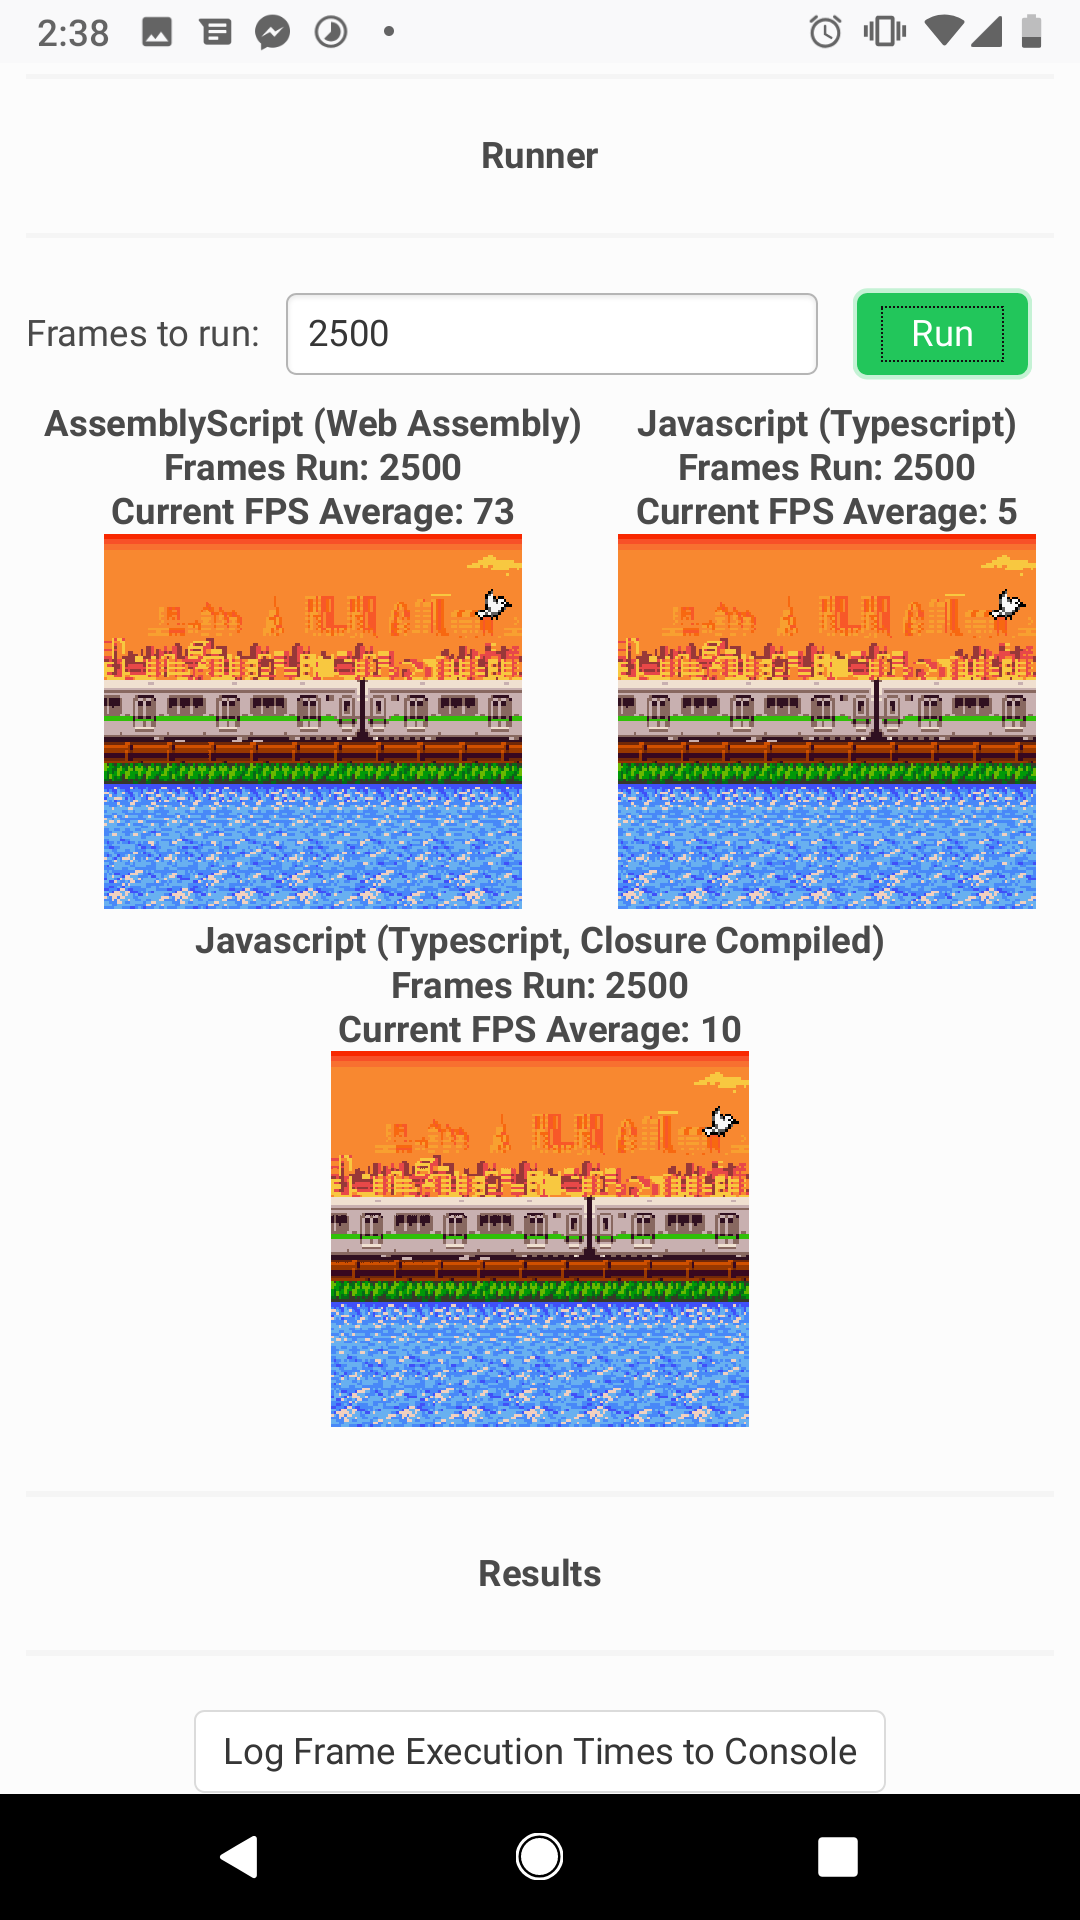 2:38
Runner
Frames to run: 2500 Run
AssemblyScript (Web Assembly)
Frames Run: 2500
Current FPS Average: 73
Javascript (Typescript)
Frames Run: 2500
Current FPS Average: 5
Javascript (Typescript, Closure Compiled)
Frames Run: 2500
Current FPS Average: 10
Results
Log Frame Execution Times to Console